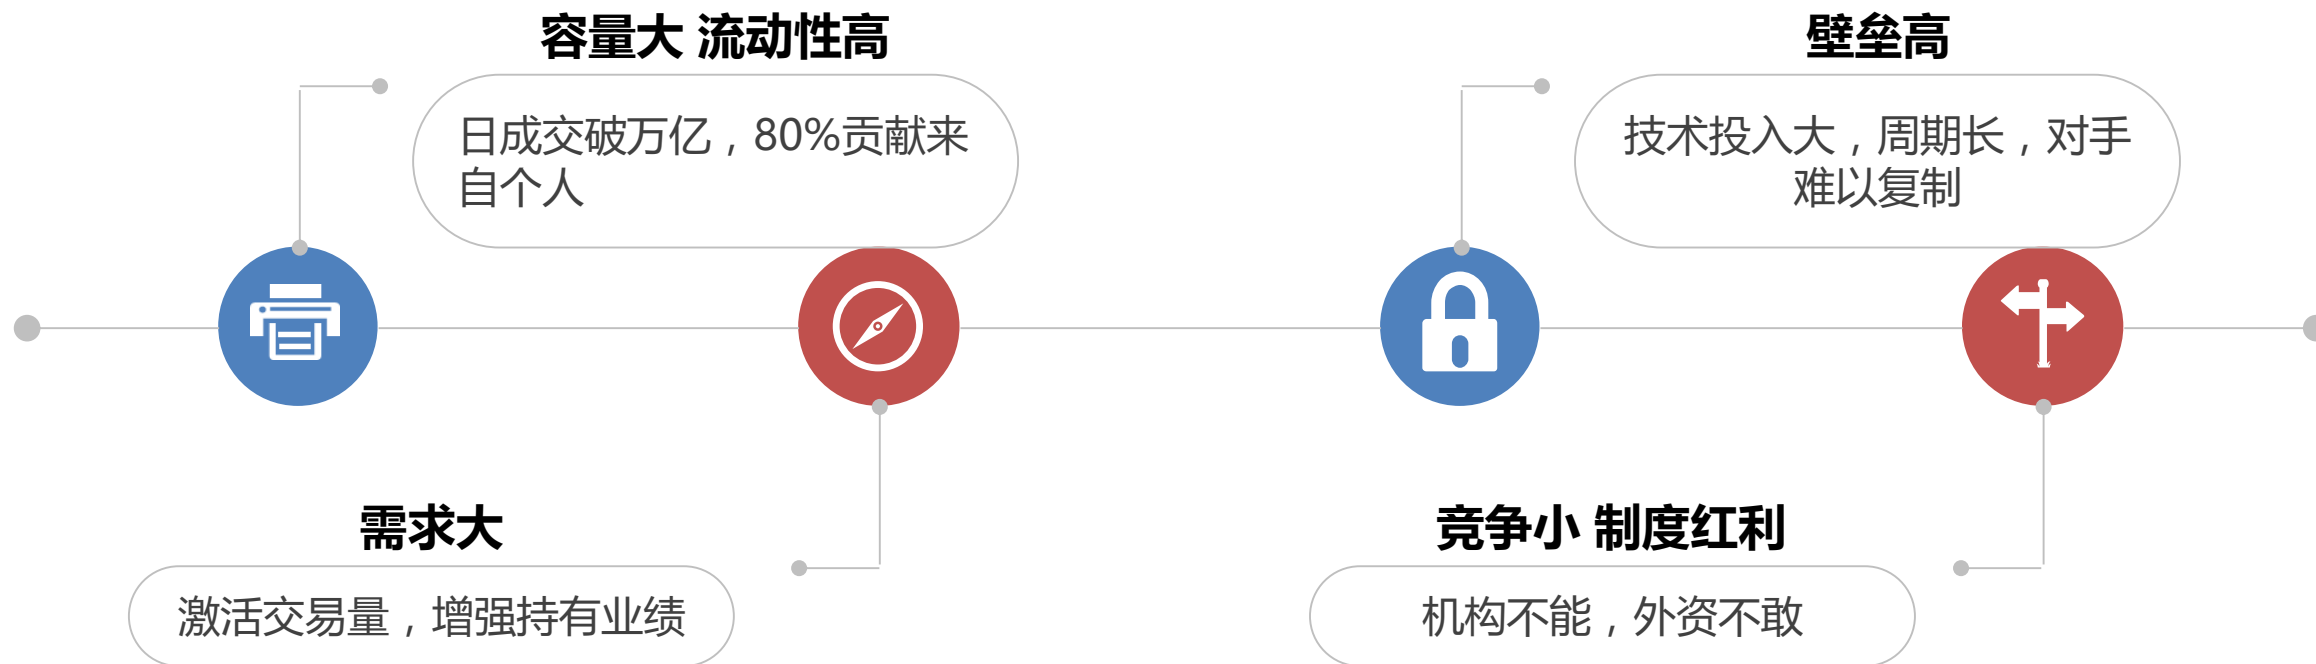 容量大 流动性高
日成交破万亿，80%贡献来
自个人
壁垒高
技术投入大，周期长，对手
难以复制
需求大
激活交易量，增强持有业绩
竞争小 制度红利
机构不能，外资不敢